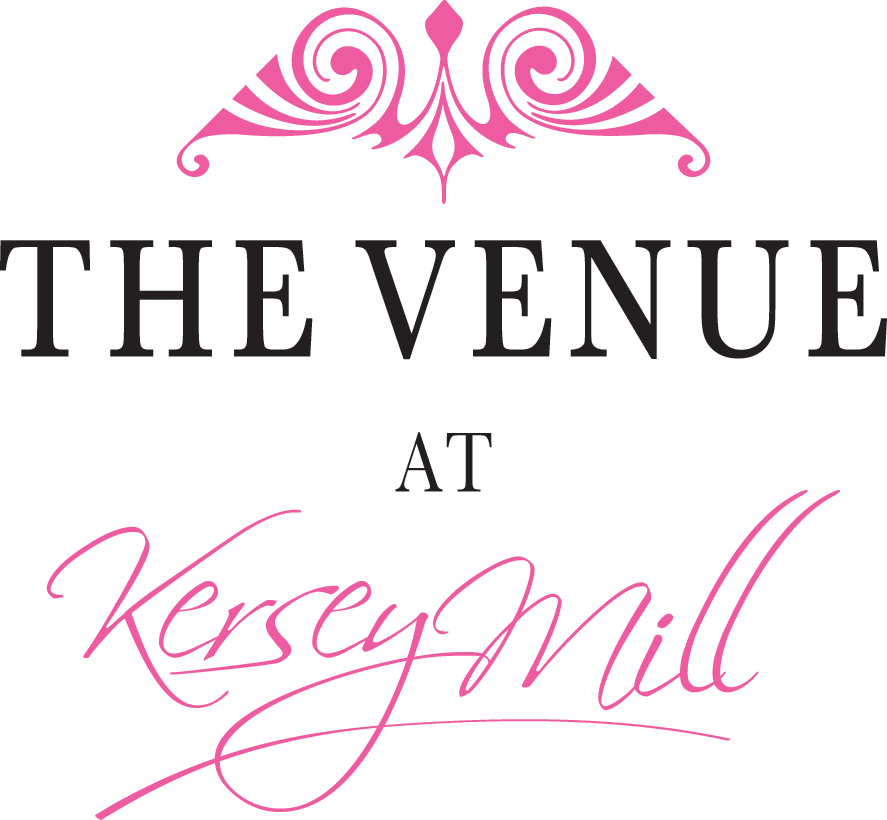 THE VENUE
AT
Kersey Mill